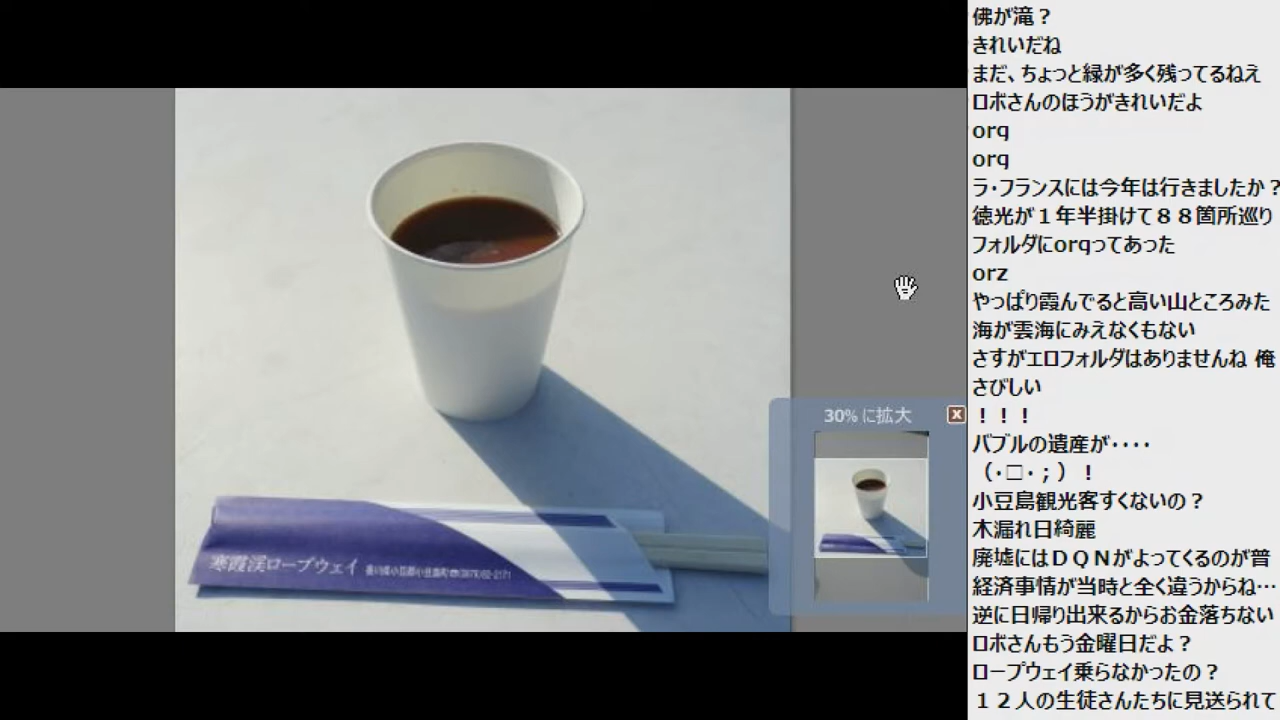 佛が滝？
きれいだね
まだ、ちょっと緑が多く残ってるねえ
ロボさんのほうがきれいだよ
orq
orq
ラ・フランスには今年は行きましたか？
徳光が１年半掛けて８８箇所巡り
フォルダにorqってあった
orz
やっぱり霞んでると高い山ところみた
海が雲海にみえなくもない
さすがエロフォルダはありませんね 俺
さびしい
！！！
バブルの遺産が････
（･□･；）！
小豆島観光客すくないの？
木漏れ日綺麗
廃墟にはＤＱＮがよってくるのが普
経済事情が当時と全く違うからね…
逆に日帰り出来るからお金落ちない
ロボさんもう金曜日だよ？
ロープウェイ乗らなかったの？
１２人の生徒さんたちに見送られて
30% に拡大
寒霞渓ロープウェイ 香川県小豆郡小豆島町☎(0879)82-2171